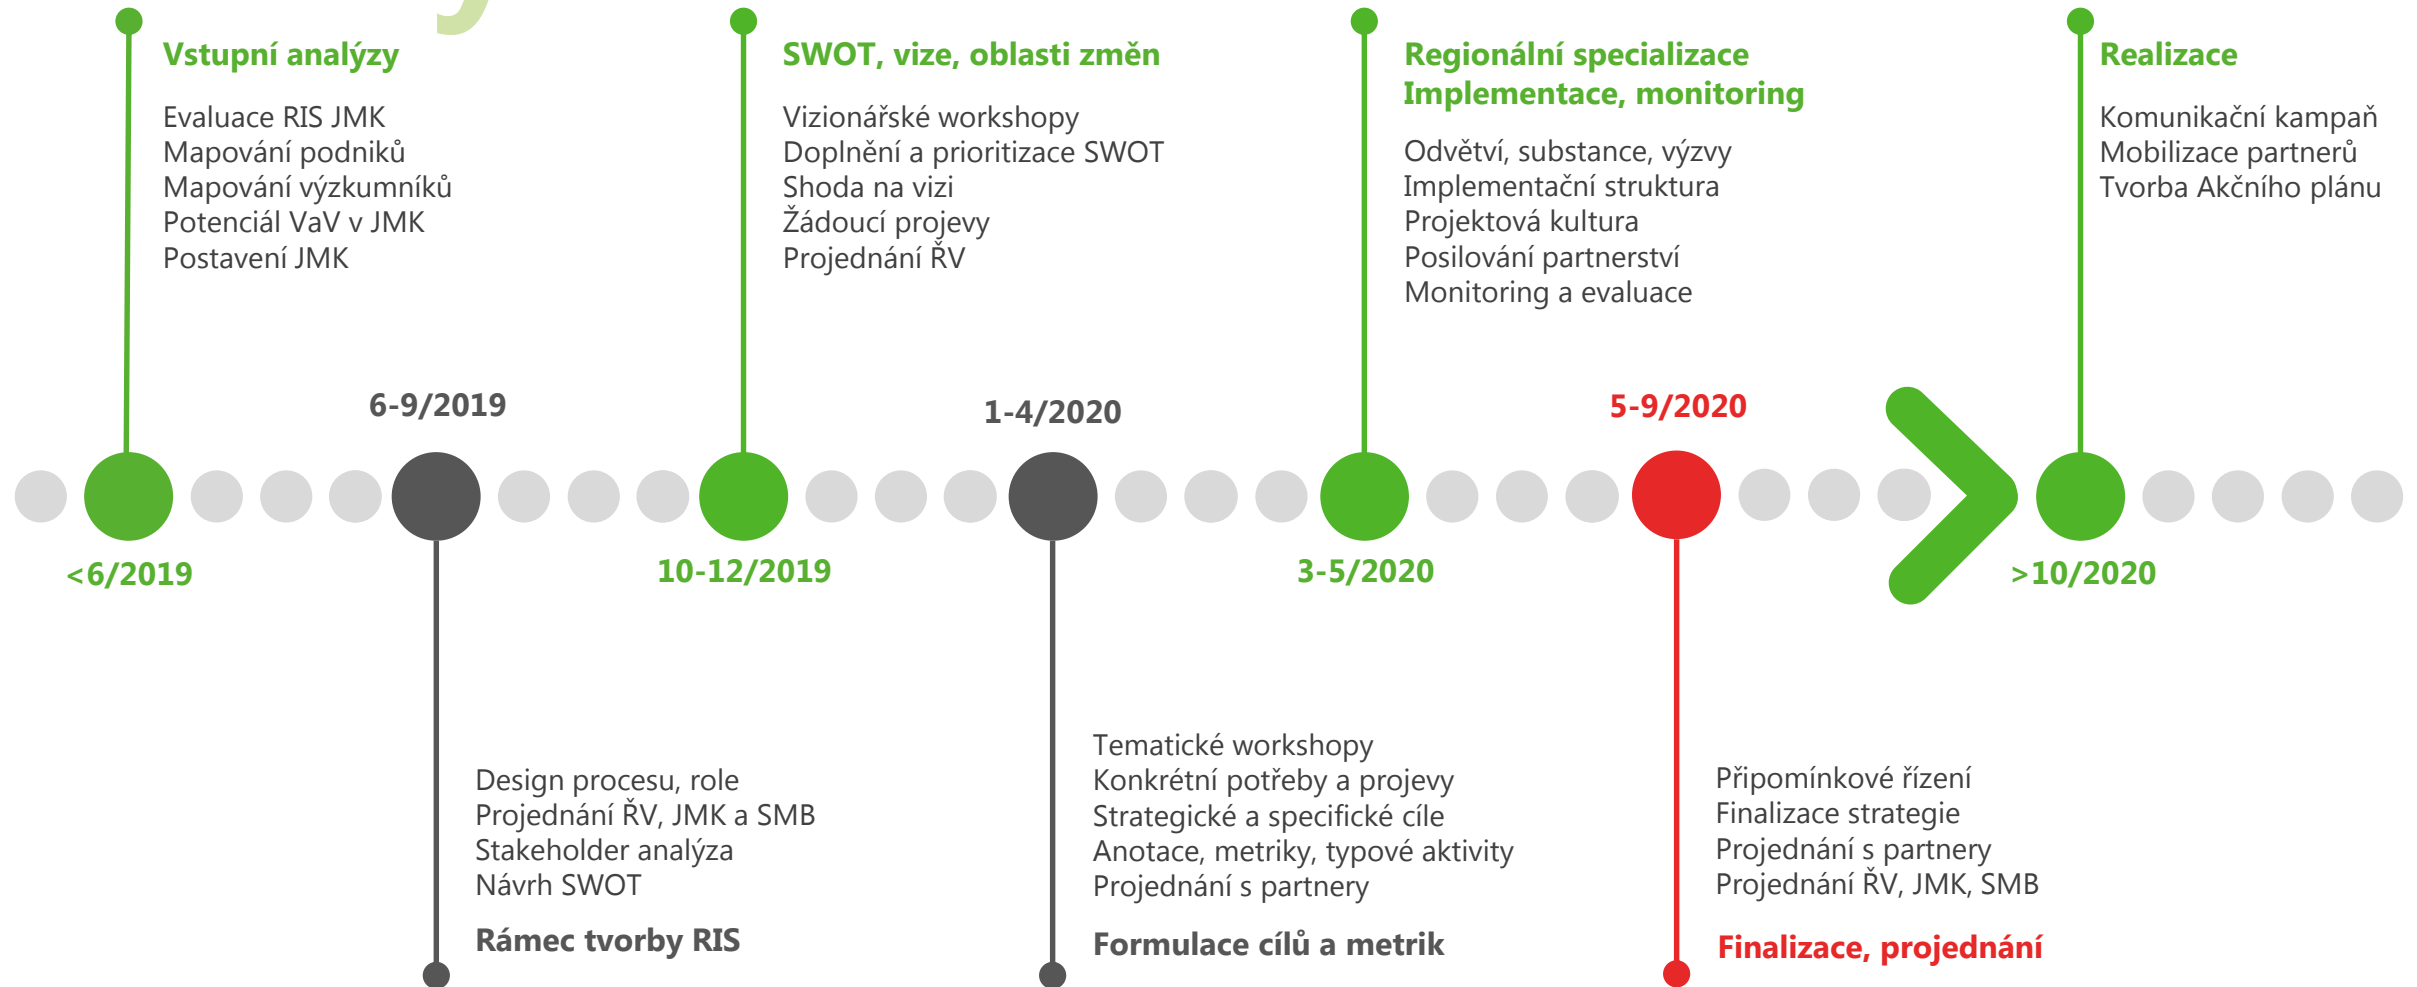 Vstupní analýzy
Evaluace RIS JMK
Mapování podniků
Mapování výzkumníků
Potenciál VaV v JMK
Postavení JMK
SWOT, vize, oblasti změn
Vizionářské workshopy
Doplnění a prioritizace SWOT
Shoda na vizi
Žádoucí projevy
Projednání ŘV
Regionální specializace
Implementace, monitoring
Odvětví, substance, výzvy
Implementační struktura
Projektová kultura
Posilování partnerství
Monitoring a evaluace
Realizace
Komunikační kampaň
Mobilizace partnerů
Tvorba Akčního plánu
6-9/2019
1-4/2020
5-9/2020
<6/2019
10-12/2019
3-5/2020
>10/2020
Design procesu, role
Projednání ŘV, JMK a SMB
Stakeholder analýza
Návrh SWOT
Rámec tvorby RIS
Tematické workshopy
Konkrétní potřeby a projevy
Strategické a specifické cíle
Anotace, metriky, typové aktivity
Projednání s partnery
Formulace cílů a metrik
Připomínkové řízení
Finalizace strategie
Projednání s partnery
Projednání ŘV, JMK, SMB
Finalizace, projednání